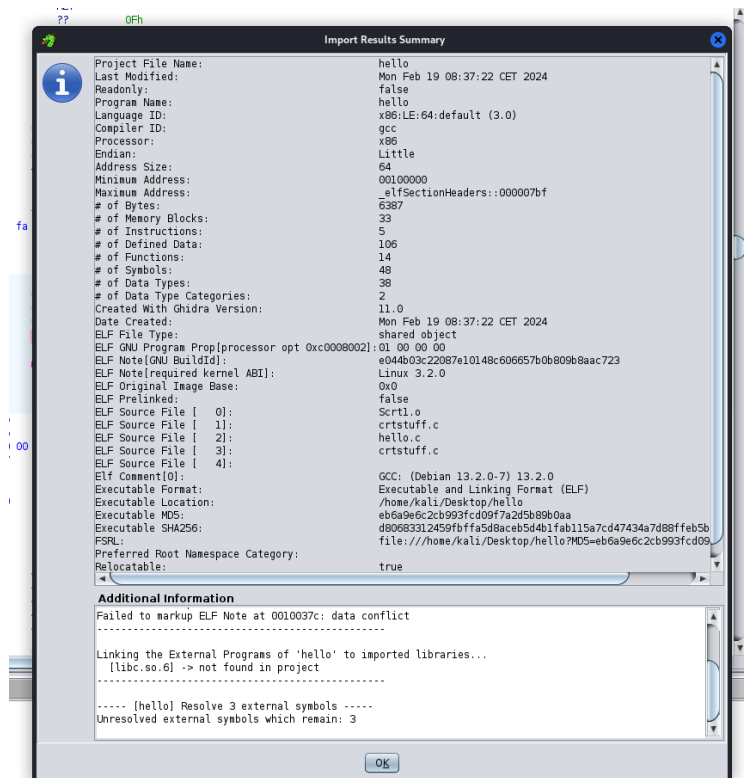 ??    0Fh
Import Results Summary
Project File Name: hello
Last Modified: Mon Feb 19 08:37:22 CET 2024
Readonly: false
Program Name: hello
Language ID: x86:LE:64:default (3.0)
Compiler ID: gcc
Processor: x86
Endian: Little
Address Size: 64
Minimum Address: 00100000
Maximum Address: _elfSectionHeaders::000007bf
# of Bytes: 6387
# of Memory Blocks: 33
# of Instructions: 5
# of Defined Data: 106
# of Functions: 14
# of Symbols: 48
# of Data Types: 38
# of Data Type Categories: 2
Created With Ghidra Version: 11.0
Date Created: Mon Feb 19 08:37:22 CET 2024
ELF File Type: shared object
ELF GNU Program Prop[processor opt 0xc0008002]: 01 00 00 00
ELF Note[GNU BuildId]: e044b03c22087e10148c606657b0b809b8aac723
ELF Note[required kernel ABI]: Linux 3.2.0
ELF Original Image Base: 0x0
ELF Prelinked: false
ELF Source File [   0]: Scrt1.o
ELF Source File [   1]: crtstuff.c
ELF Source File [   2]: hello.c
ELF Source File [   3]: crtstuff.c
ELF Source File [   4]:
Elf Comment[0]: GCC: (Debian 13.2.0-7) 13.2.0
Executable Format: Executable and Linking Format (ELF)
Executable Location: /home/kali/Desktop/hello
Executable MD5: eb6a9e6c2cb993fcd09f7a2d5b89b0aa
Executable SHA256: d80683312459fbffa5d8aceb5d4b1fab115a7cd47434a7d88ffeb5b
FSRL: file:///home/kali/Desktop/hello?MD5=eb6a9e6c2cb993fcd09
Preferred Root Namespace Category:
Relocatable: true
fa
00
Additional Information
Failed to markup ELF Note at 0010037c: data conflict
------------------------------------------------
Linking the External Programs of 'hello' to imported libraries...
[libc.so.6] -> not found in project
------------------------------------------------
----- [hello] Resolve 3 external symbols -----
Unresolved external symbols which remain: 3
OK